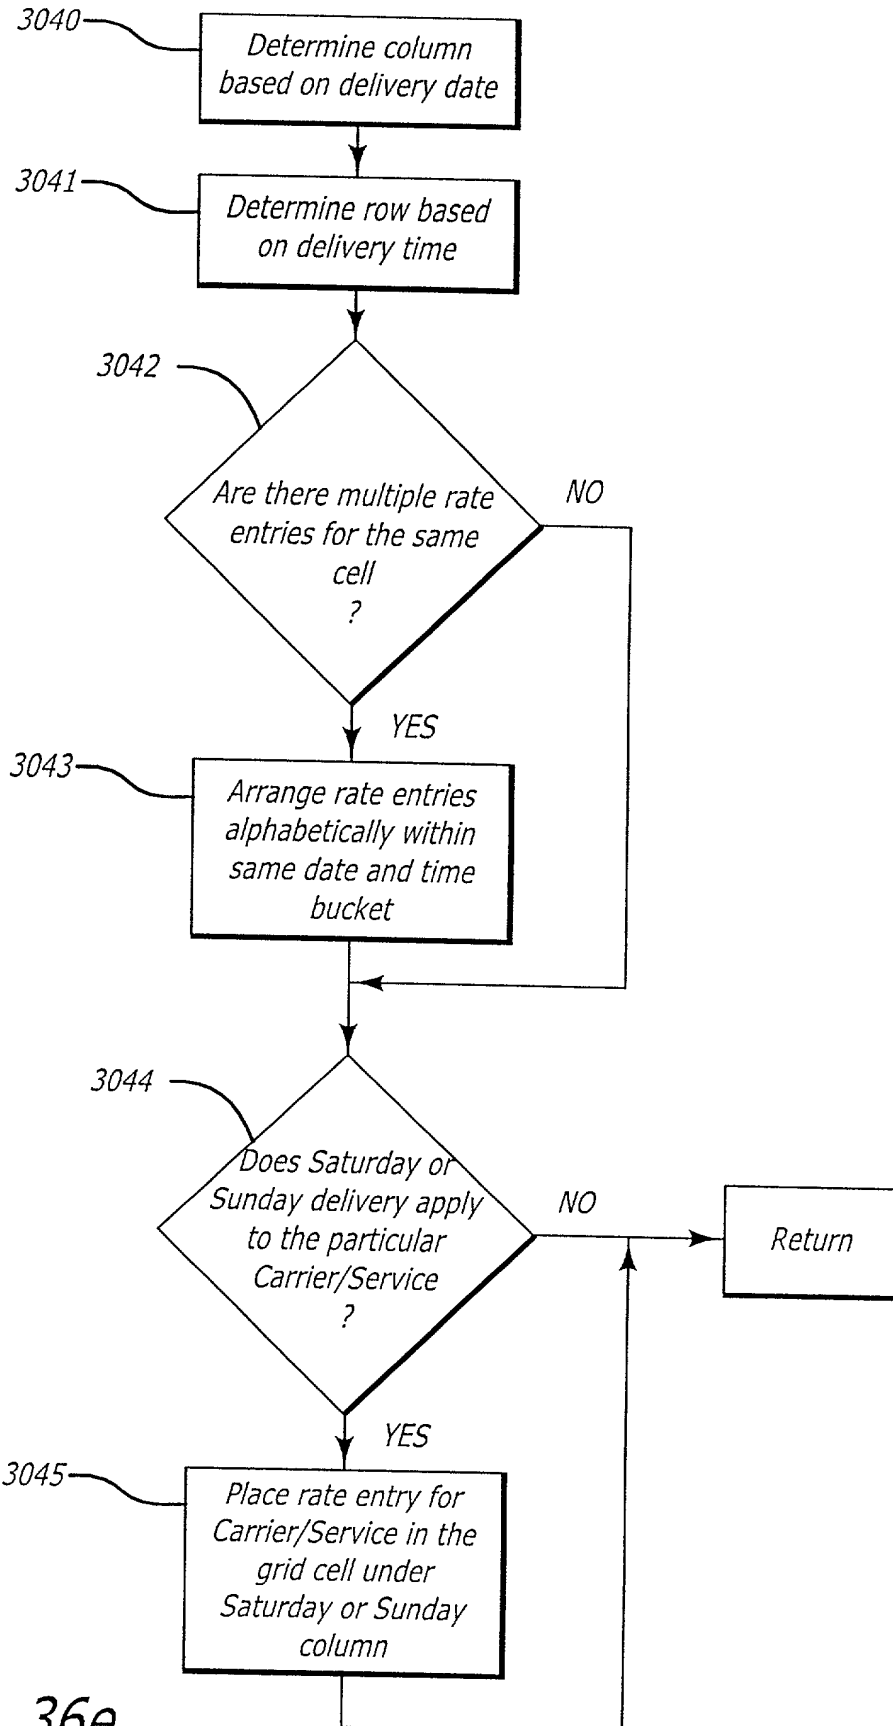 3040
Determine column
based on delivery date
3041
Determine row based
on delivery time
3042
Are there multiple rate
entries for the same
cell
?
NO
YES
3043
Arrange rate entries
alphabetically within
same date and time
bucket
3044
Does Saturday or
Sunday delivery apply
to the particular
Carrier/Service
?
NO
Return
YES
3045
Place rate entry for
Carrier/Service in the
grid cell under
Saturday or Sunday
column
36e